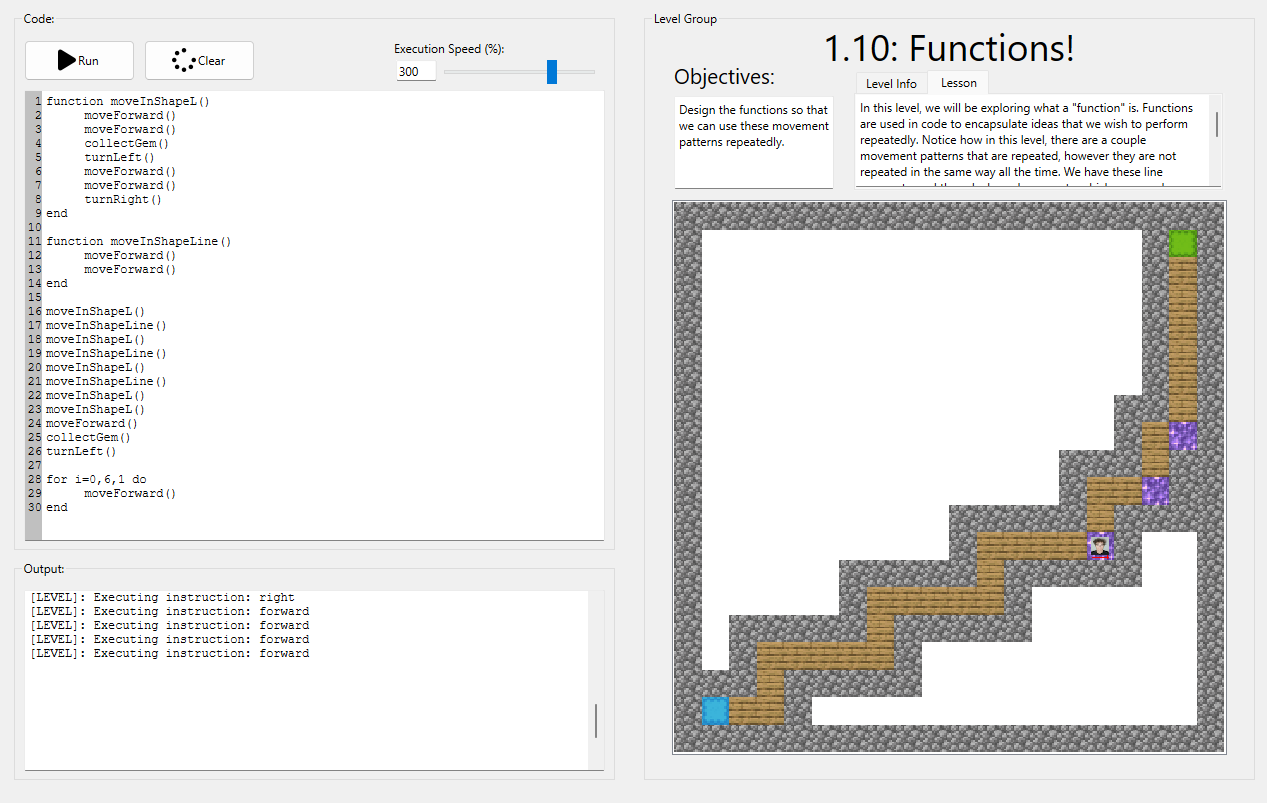 Code:
Run
Clear
Execution Speed (%):
300
1 function moveInShapeL()
2 moveForward()
3 moveForward()
4 collectGem()
5 turnLeft()
6 moveForward()
7 moveForward()
8 turnRight()
9 end
10
11 function moveInShapeLine()
12 moveForward()
13 moveForward()
14 end
15
16 moveInShapeL()
17 moveInShapeLine()
18 moveInShapeL()
19 moveInShapeLine()
20 moveInShapeL()
21 moveInShapeLine()
22 moveInShapeL()
23 moveInShapeL()
24 moveForward()
25 collectGem()
26 turnLeft()
27
28 for i=0,6,1 do
29 moveForward()
30 end
Output:
[LEVEL]: Executing instruction: right
[LEVEL]: Executing instruction: forward
[LEVEL]: Executing instruction: forward
[LEVEL]: Executing instruction: forward
[LEVEL]: Executing instruction: forward
Level Group
1.10: Functions!
Objectives:
Design the functions so that
we can use these movement
patterns repeatedly.
Level Info
Lesson
In this level, we will be exploring what a "function" is. Functions
are used in code to encapsulate ideas that we wish to perform
repeatedly. Notice how in this level, there are a couple
movement patterns that are repeated, however they are not
repeated in the same way all the time. We have these line